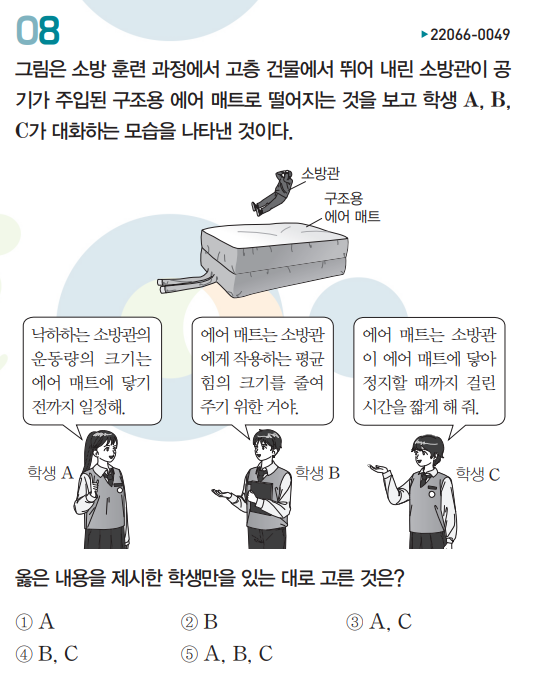 08
▶22066-0049
그림은 소방 훈련 과정에서 고층 건물에서 뛰어 내린 소방관이 공
기가 주입된 구조용 에어 매트로 떨어지는 것을 보고 학생 A, B,
C가 대화하는 모습을 나타낸 것이다.
소방관
구조용
에어 매트
낙하하는 소방관의
운동량의 크기는
에어 매트에 닿기
전까지 일정해.
에어 매트는 소방관
에게 작용하는 평균
힘의 크기를 줄여
주기 위한 거야.
에어 매트는 소방관
이 에어 매트에 닿아
정지할 때까지 걸린
시간을 짧게 해 줘.
학생 A
학생 B
학생 C
옳은 내용을 제시한 학생만을 있는 대로 고른 것은?
① A ② B ③ A, C
④ B, C ⑤ A, B, C